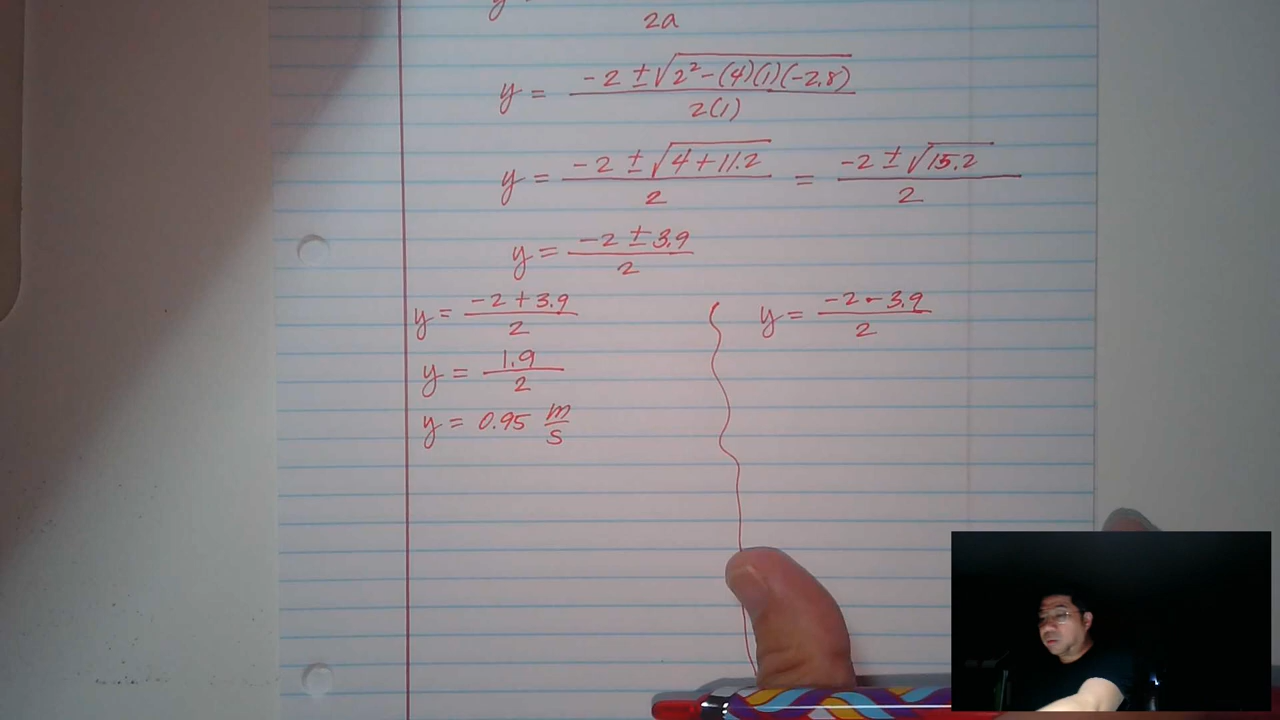 2a
y = -2 ± √2² - (4)(1)(-2.8) / 2(1)
y = -2 ± √4 + 11.2 / 2 = -2 ± √15.2 / 2
y = -2 ± 3.9 / 2
y = -2 + 3.9 / 2
y = 1.9 / 2
y = 0.95 m/s
y = -2 - 3.9 / 2